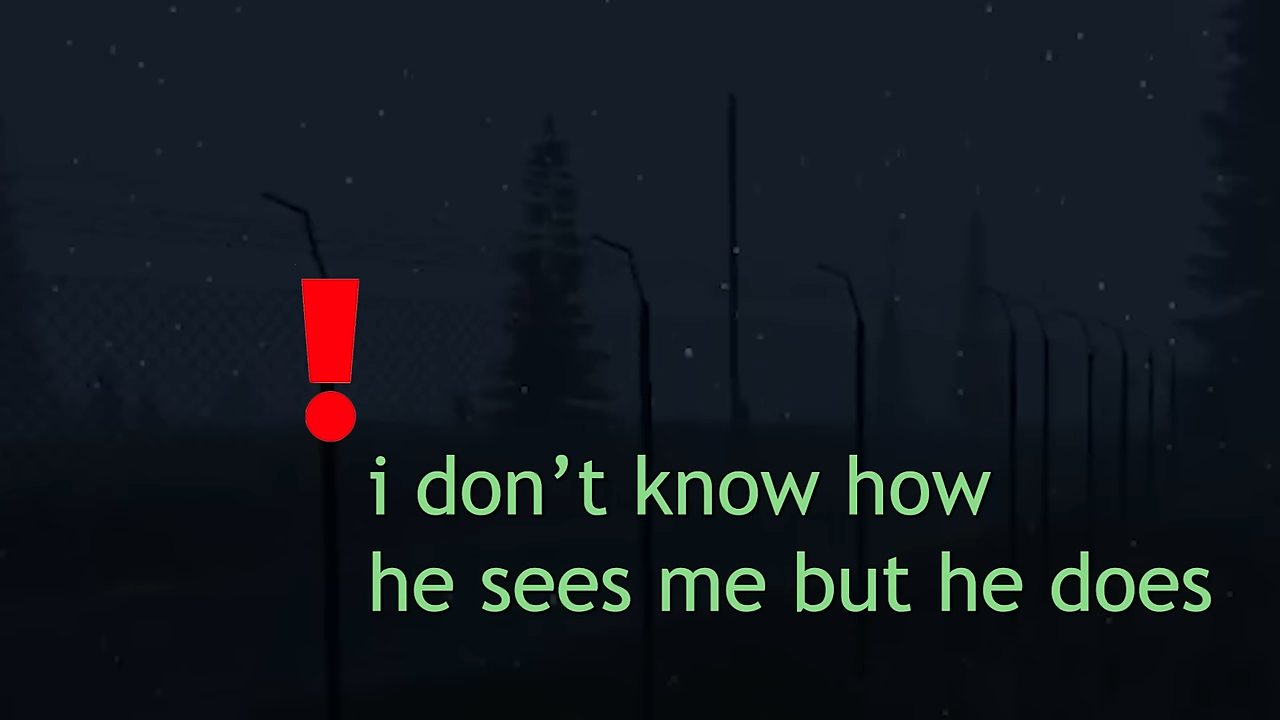 !
i don’t know how
he sees me but he does